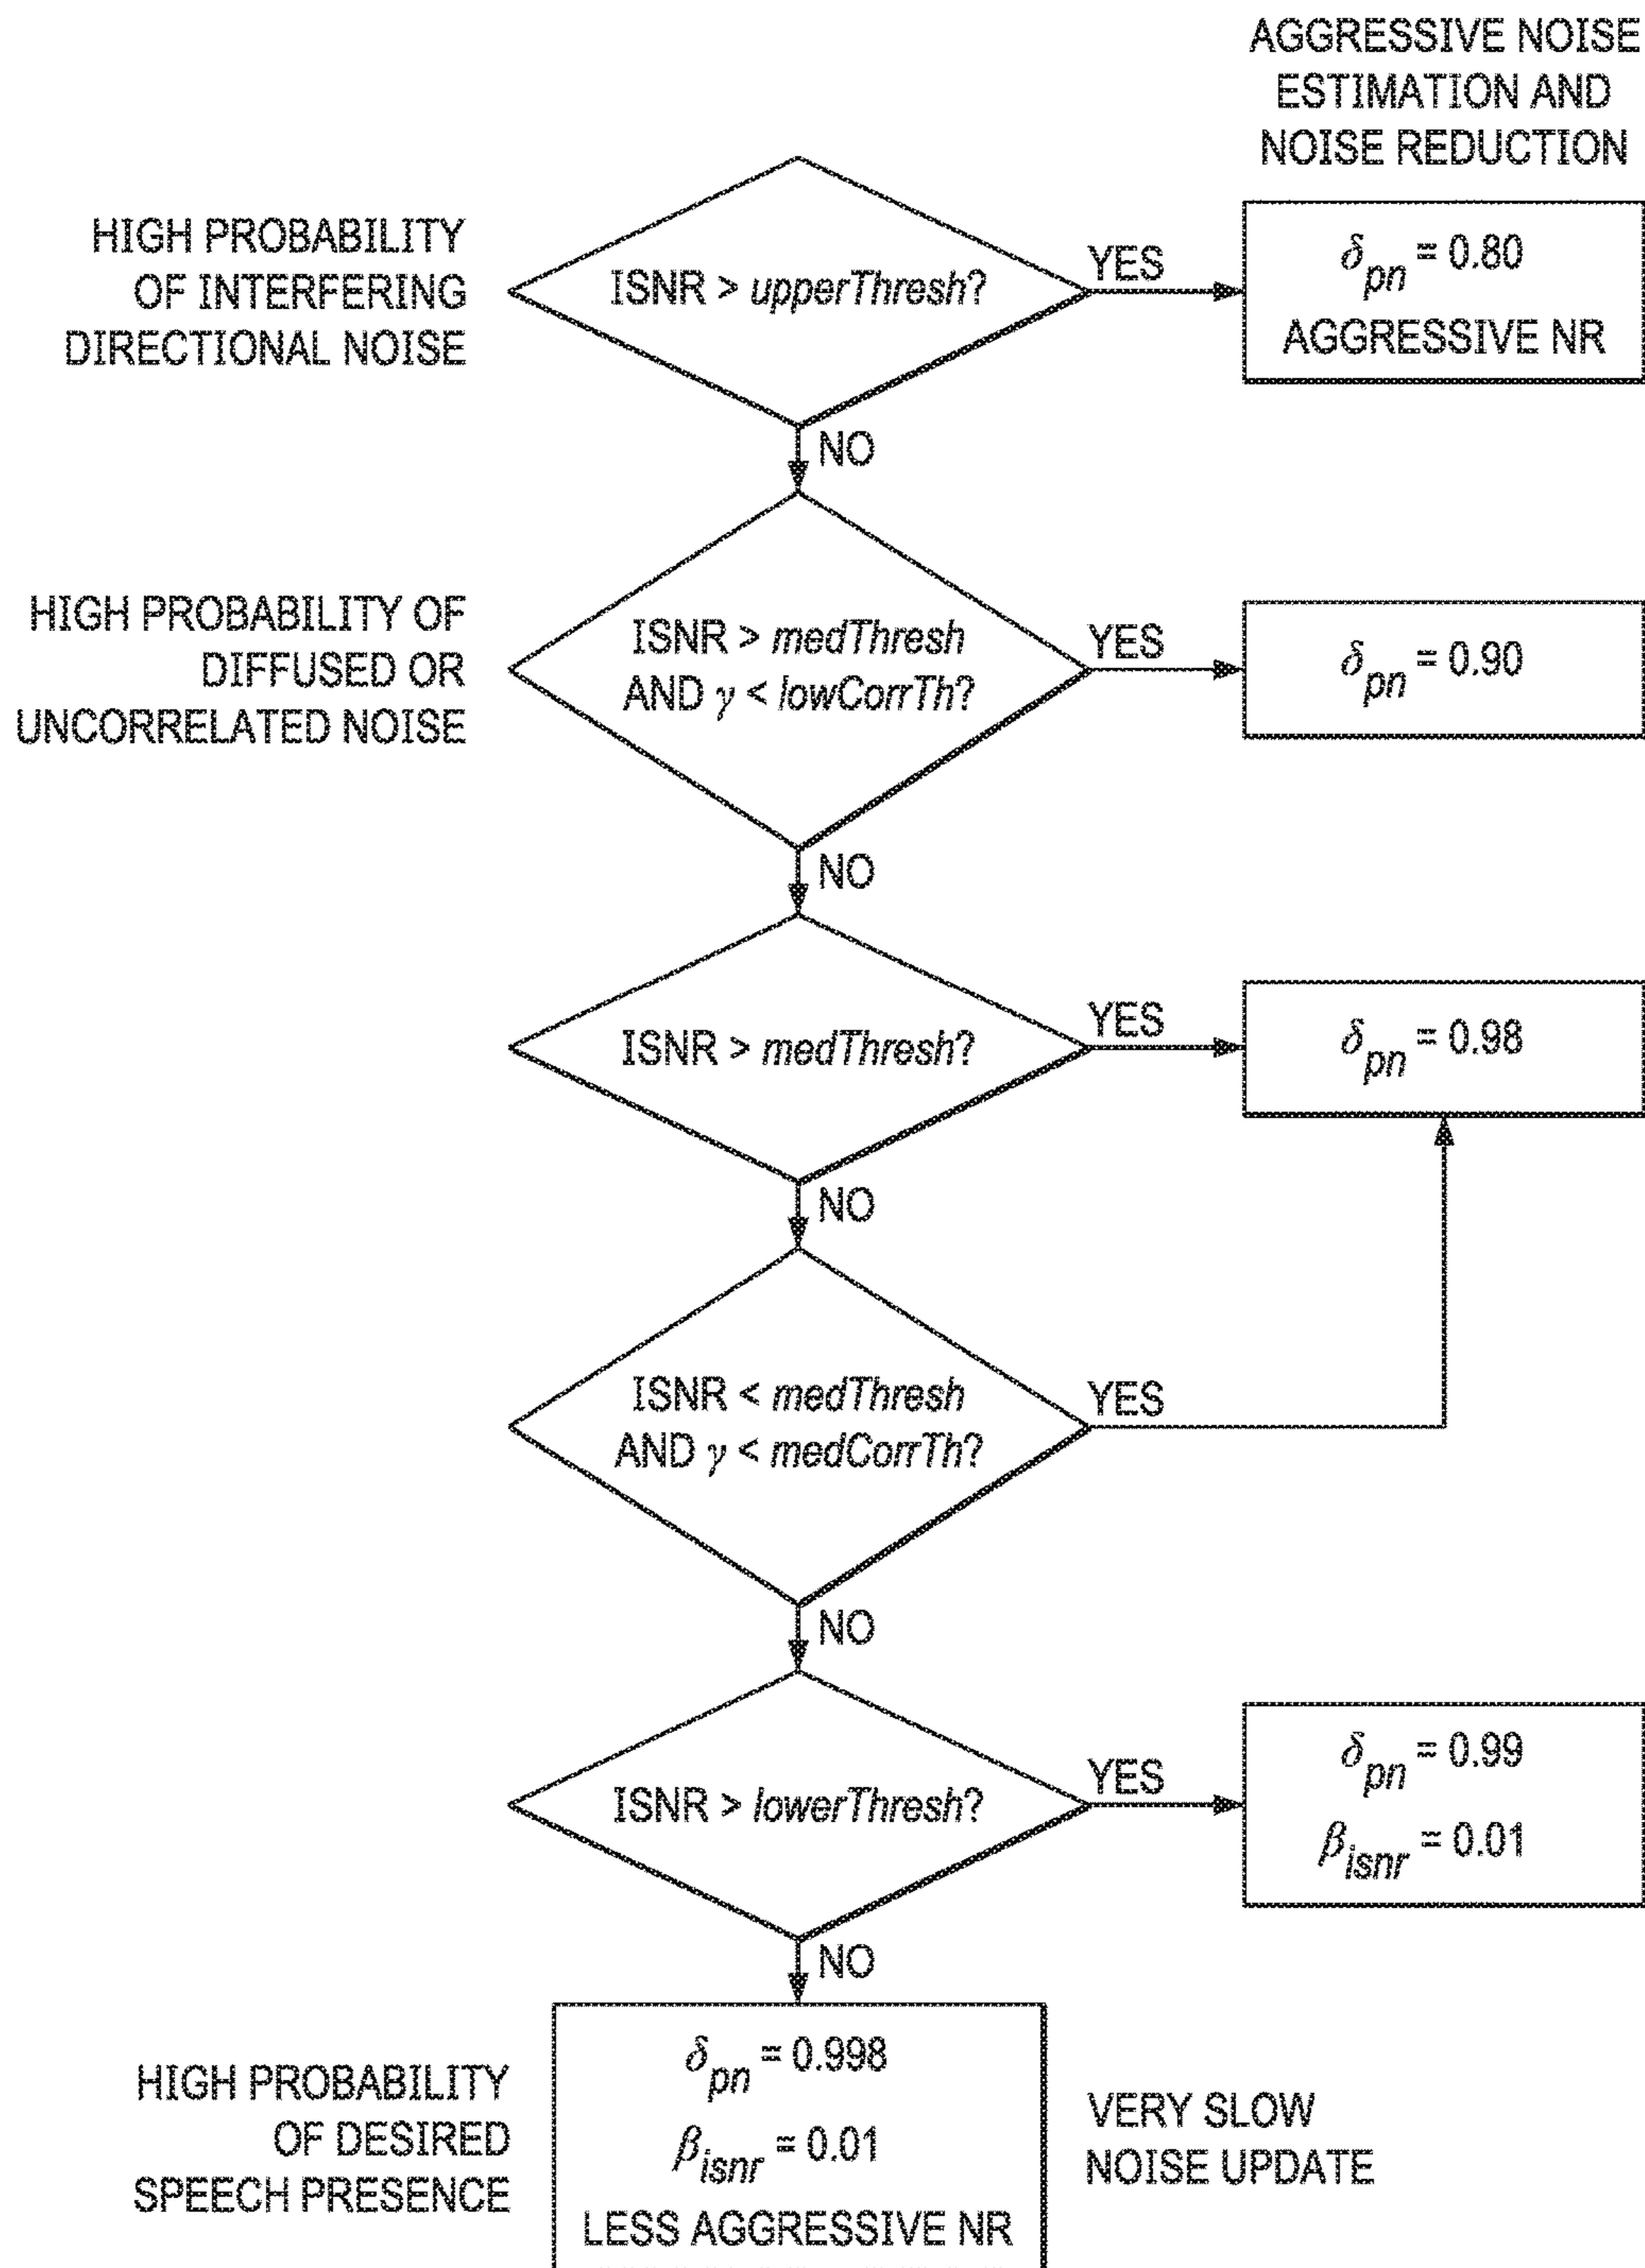 AGGRESSIVE NOISE
ESTIMATION AND
NOISE REDUCTION
HIGH PROBABILITY
OF INTERFERING
DIRECTIONAL NOISE
ISNR > upperThresh?
YES
δpn = 0.80
AGGRESSIVE NR
NO
HIGH PROBABILITY OF
DIFFUSED OR
UNCORRELATED NOISE
ISNR > medThresh
AND γ < lowCorrTh?
YES
δpn = 0.90
NO
ISNR > medThresh?
YES
δpn = 0.98
NO
ISNR < medThresh
AND γ < medCorrTh?
YES
NO
ISNR > lowerThresh?
YES
δpn = 0.99
βisnr = 0.01
NO
HIGH PROBABILITY
OF DESIRED
SPEECH PRESENCE
δpn = 0.998
βisnr = 0.01
LESS AGGRESSIVE NR
VERY SLOW
NOISE UPDATE